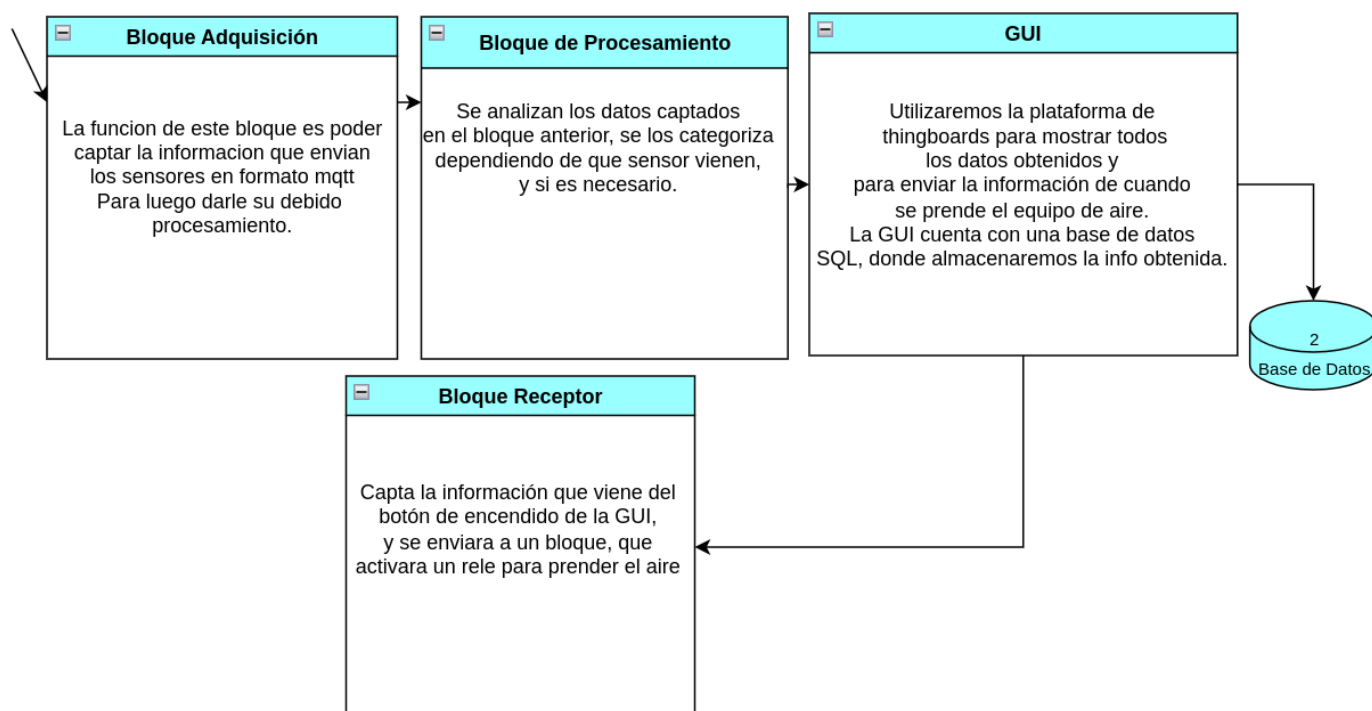 Bloque Adquisición
La funcion de este bloque es poder
captar la informacion que envian
los sensores en formato mqtt
Para luego darle su debido
procesamiento.
Bloque de Procesamiento
Se analizan los datos captados
en el bloque anterior, se los categoriza
dependiendo de que sensor vienen,
y si es necesario.
GUI
Utilizaremos la plataforma de
thingboards para mostrar todos
los datos obtenidos y
para enviar la información de cuando
se prende el equipo de aire.
La GUI cuenta con una base de datos
SQL, donde almacenaremos la info obtenida.
2
Base de Datos
Bloque Receptor
Capta la información que viene del
botón de encendido de la GUI,
y se enviara a un bloque, que
activara un rele para prender el aire